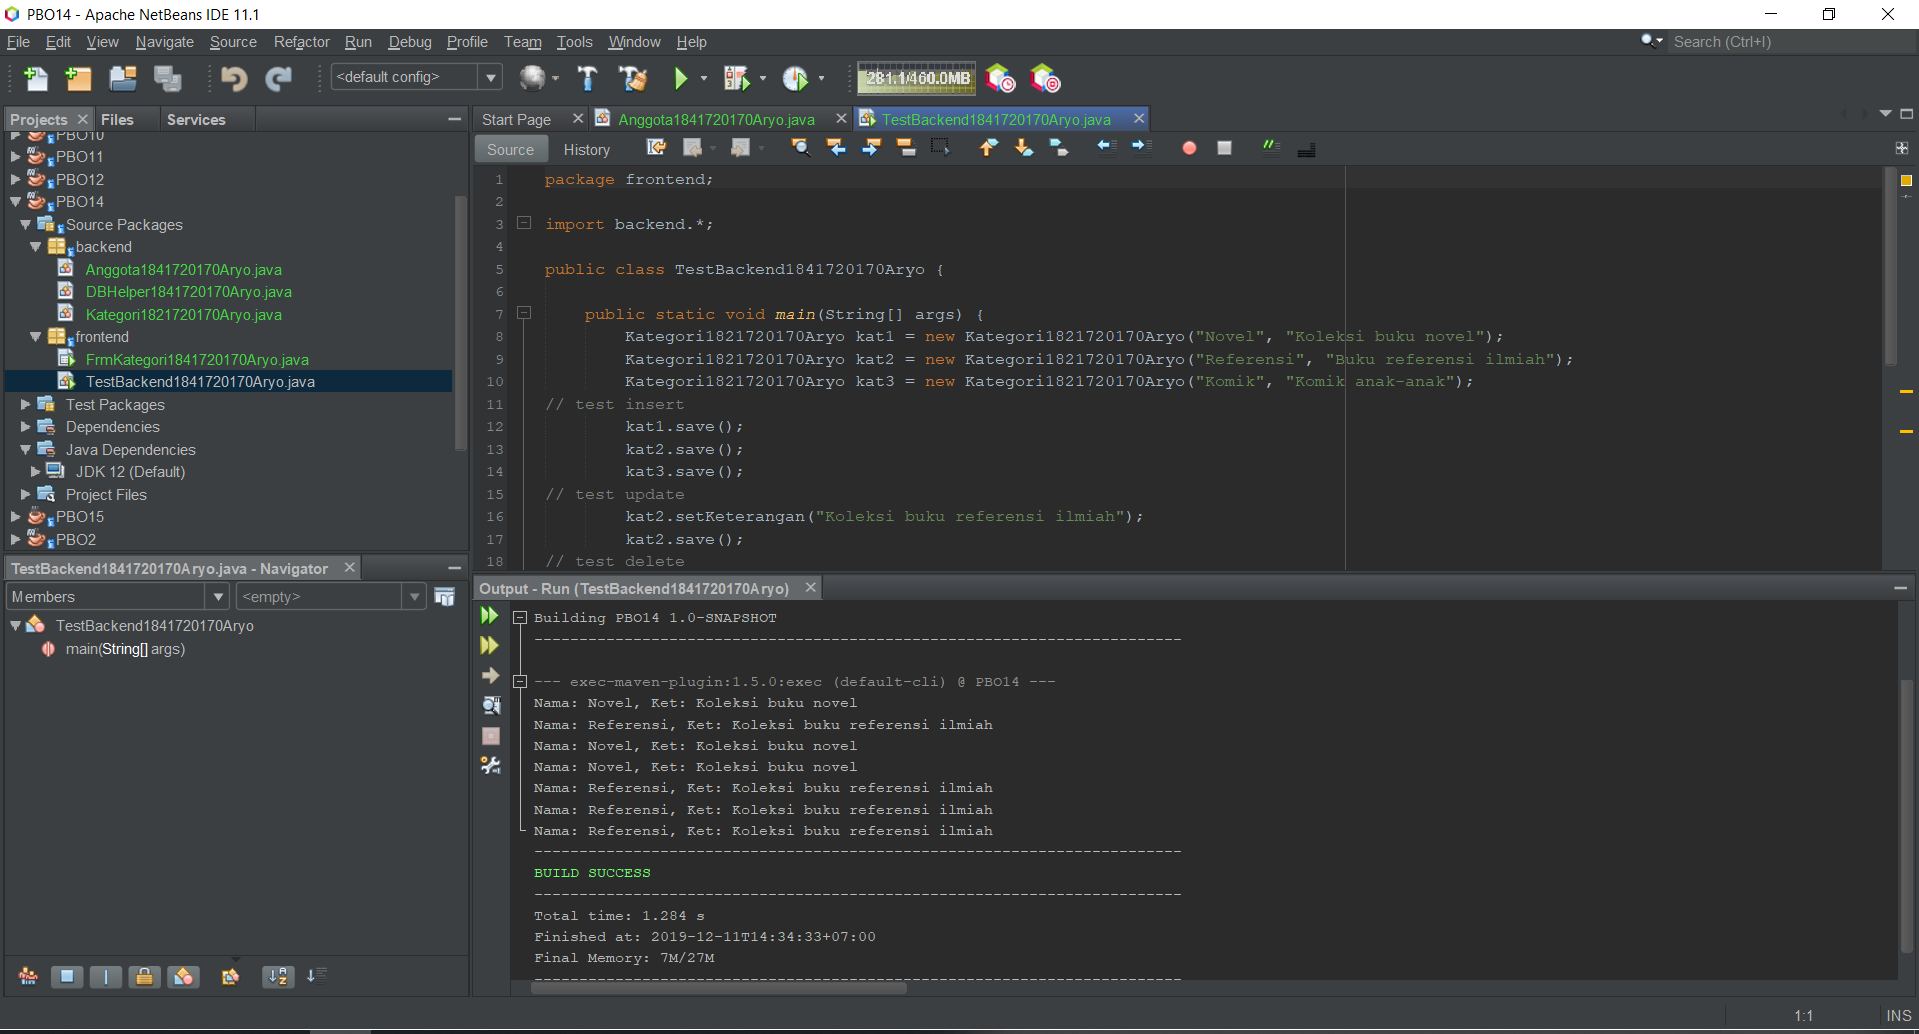 PBO14 - Apache NetBeans IDE 11.1
File Edit View Navigate Source Refactor Run Debug Profile Team Tools Window Help
Search (Ctrl+I)
<default config>
281.1/460.0MB
Projects Files Services
PBO10
PBO11
PBO12
PBO14
Source Packages
backend
Anggota1841720170Aryo.java
DBHelper1841720170Aryo.java
Kategori1821720170Aryo.java
frontend
FrmKategori1841720170Aryo.java
TestBackend1841720170Aryo.java
Test Packages
Dependencies
Java Dependencies
JDK 12 (Default)
Project Files
PBO15
PBO2
TestBackend1841720170Aryo.java - Navigator
Members <empty>
TestBackend1841720170Aryo
main(String[] args)
Start Page Anggota1841720170Aryo.java TestBackend1841720170Aryo.java
Source History
1 package frontend;
2
3 import backend.*;
4
5 public class TestBackend1841720170Aryo {
6
7 public static void main(String[] args) {
8 Kategori1821720170Aryo kat1 = new Kategori1821720170Aryo("Novel", "Koleksi buku novel");
9 Kategori1821720170Aryo kat2 = new Kategori1821720170Aryo("Referensi", "Buku referensi ilmiah");
10 Kategori1821720170Aryo kat3 = new Kategori1821720170Aryo("Komik", "Komik anak-anak");
11 // test insert
12 kat1.save();
13 kat2.save();
14 kat3.save();
15 // test update
16 kat2.setKeterangan("Koleksi buku referensi ilmiah");
17 kat2.save();
18 // test delete
Output - Run (TestBackend1841720170Aryo)
Building PBO14 1.0-SNAPSHOT
------------------------------------------------------------------------
--- exec-maven-plugin:1.5.0:exec (default-cli) @ PBO14 ---
Nama: Novel, Ket: Koleksi buku novel
Nama: Referensi, Ket: Koleksi buku referensi ilmiah
Nama: Novel, Ket: Koleksi buku novel
Nama: Novel, Ket: Koleksi buku novel
Nama: Referensi, Ket: Koleksi buku referensi ilmiah
Nama: Referensi, Ket: Koleksi buku referensi ilmiah
Nama: Referensi, Ket: Koleksi buku referensi ilmiah
------------------------------------------------------------------------
BUILD SUCCESS
------------------------------------------------------------------------
Total time: 1.284 s
Finished at: 2019-12-11T14:34:33+07:00
Final Memory: 7M/27M
------------------------------------------------------------------------
1:1 INS